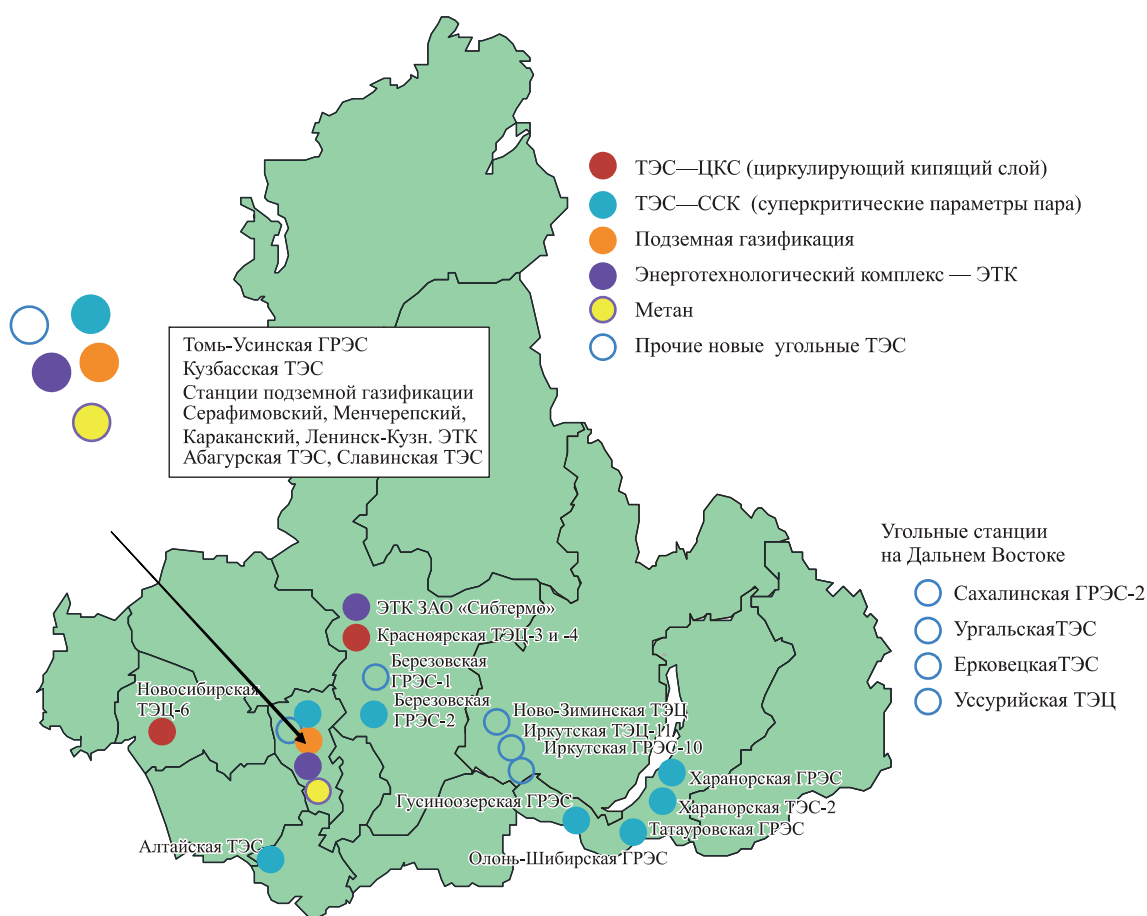 ТЭС—ЦКС (циркулирующий кипящий слой)
ТЭС—ССК (суперкритические параметры пара)
Подземная газификация
Энерготехнологический комплекс — ЭТК
Метан
Прочие новые угольные ТЭС
Томь-Усинская ГРЭС
Кузбасская ТЭС
Станции подземной газификации
Серафимовский, Менчерепский,
Караканский, Ленинск-Кузн. ЭТК
Абагурская ТЭС, Славинская ТЭС
Угольные станции
на Дальнем Востоке
Сахалинская ГРЭС-2
УргальскаяТЭС
ЕрковецкаяТЭС
Уссурийская ТЭЦ
ЭТК ЗАО «Сибтермо»
Красноярская ТЭЦ-3 и -4
Березовская
ГРЭС-1
Березовская
ГРЭС-2
Новосибирская
ТЭЦ-6
Ново-Зиминская ТЭЦ
Иркутская ТЭЦ-11
Иркутская ГРЭС-10
Харанорская ГРЭС
Гусиноозерская ГРЭС
Харанорская ТЭС-2
Татауровская ГРЭС
Алтайская ТЭС
Олонь-Шибирская ГРЭС